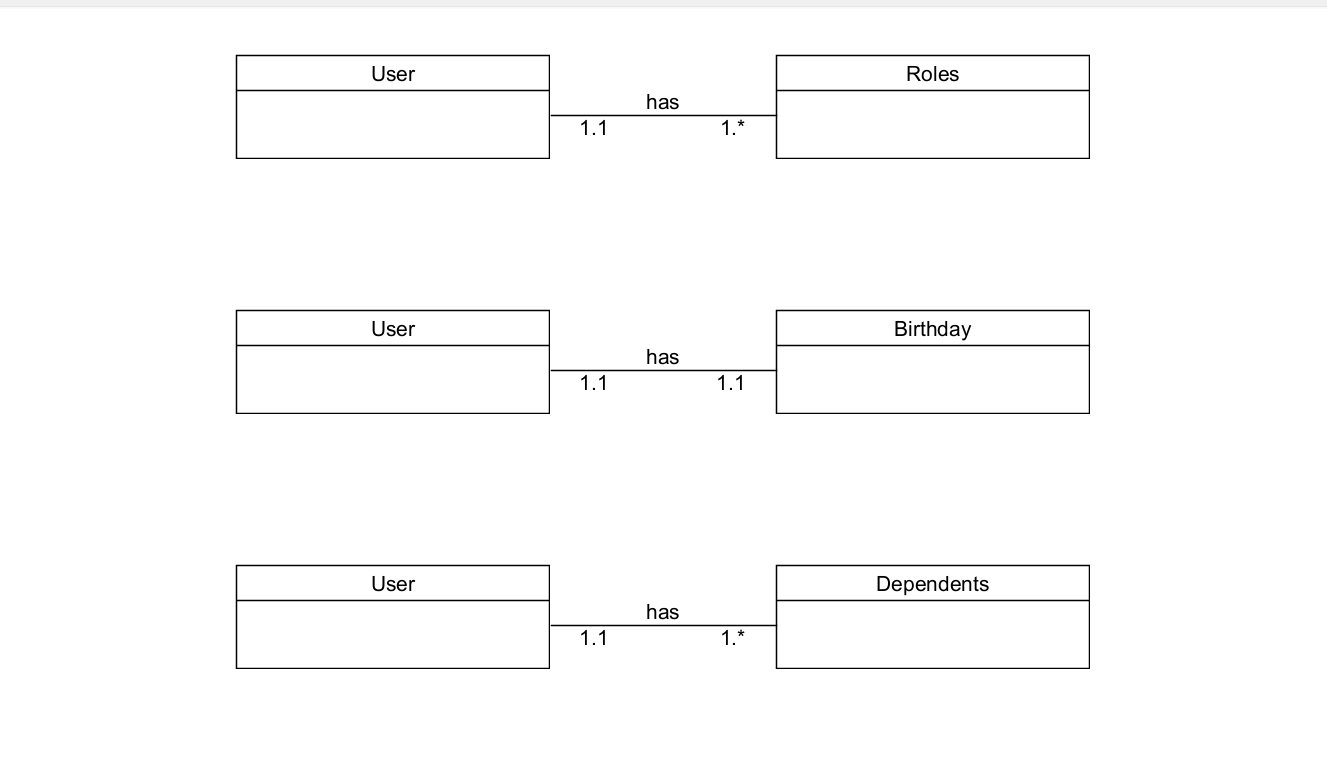 User
Roles
has
1.1
1.*
User
Birthday
has
1.1
1.1
User
Dependents
has
1.1
1.*